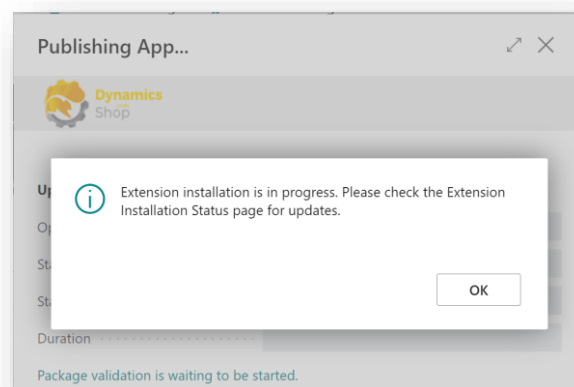 Publishing App...
Dynamics
.com
Shop
Extension installation is in progress. Please check the Extension
Installation Status page for updates.
OK
Duration
Package validation is waiting to be started.